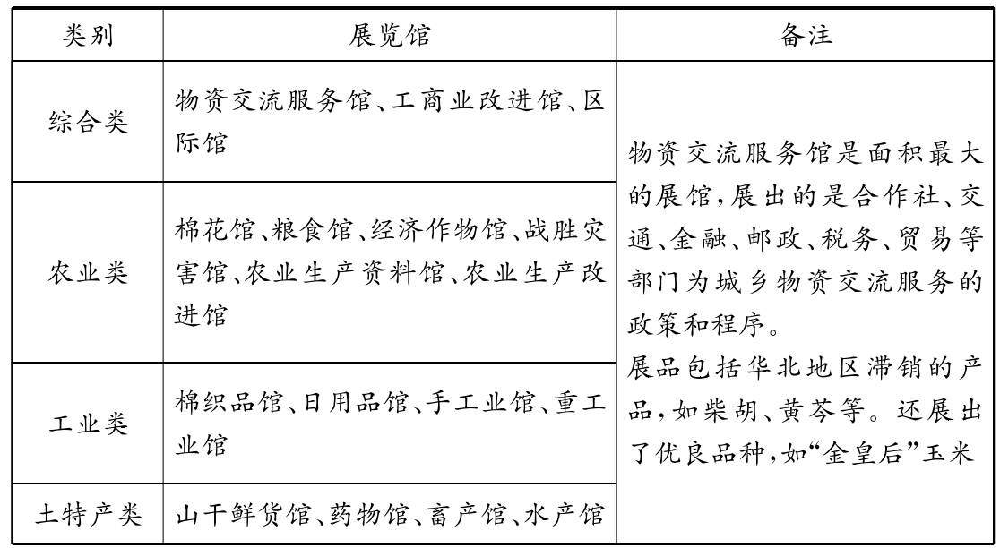 类别
展览馆
备注
综合类
物资交流服务馆、工商业改进馆、区
际馆
农业类
棉花馆、粮食馆、经济作物馆、战胜灾
害馆、农业生产资料馆、农业生产改
进馆
工业类
棉织品馆、日用品馆、手工业馆、重工
业馆
土特产类
山干鲜货馆、药物馆、畜产馆、水产馆
物资交流服务馆是面积最大
的展馆,展出的是合作社、交
通、金融、邮政、税务、贸易等
部门为城乡物资交流服务的
政策和程序。
展品包括华北地区滞销的产
品,如柴胡、黄芩等。还展出
了优良品种,如“金皇后”玉米